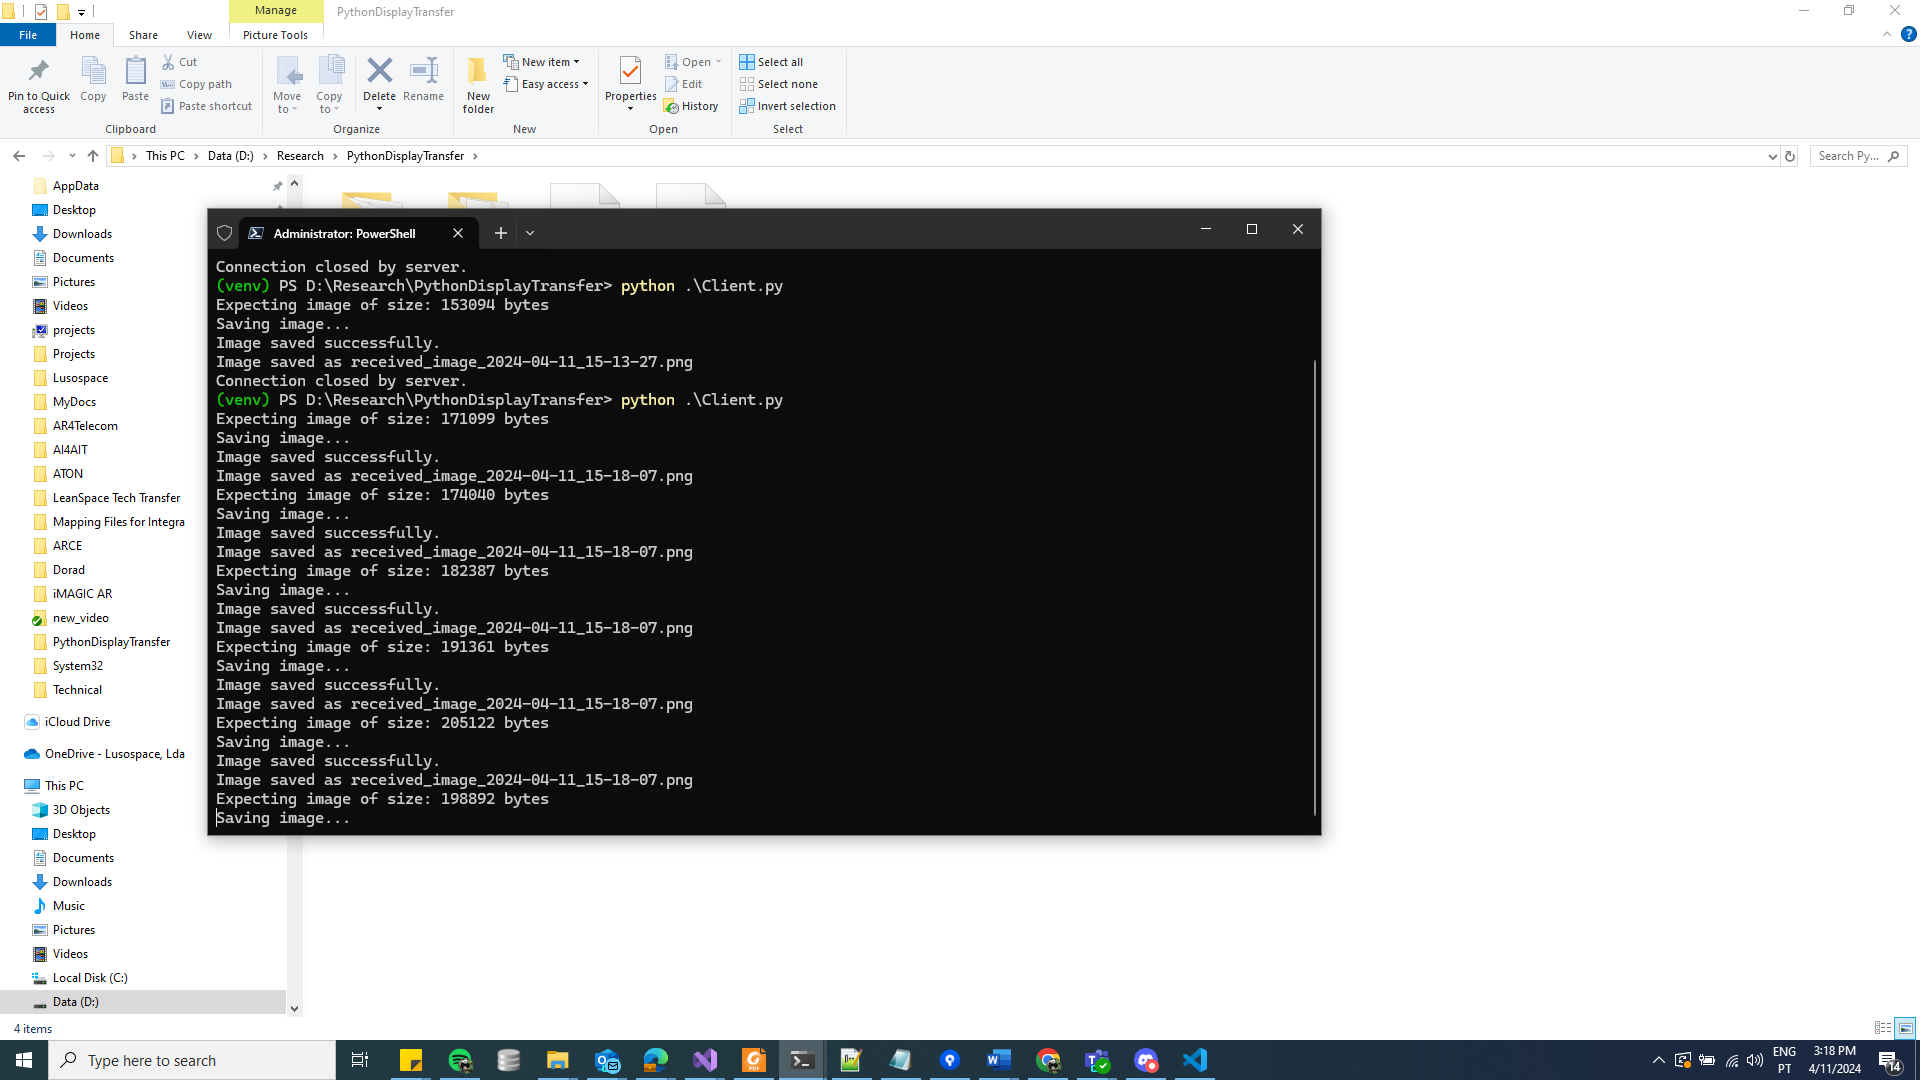 Manage
PythonDisplayTransfer
File
Home
Share
View
Picture Tools
Pin to Quick access
Copy
Paste
Cut
Copy path
Paste shortcut
Clipboard
Move to
Copy to
Delete
Rename
Organize
New folder
New item
Easy access
New
Properties
Open
Edit
History
Open
Select all
Select none
Invert selection
Select
This PC
Data (D:)
Research
PythonDisplayTransfer
Search Py...
AppData
Desktop
Downloads
Documents
Pictures
Videos
projects
Projects
Lusospace
MyDocs
AR4Telecom
AI4AIT
ATON
LeanSpace Tech Transfer
Mapping Files for Integra
ARCE
Dorad
iMAGIC AR
new_video
PythonDisplayTransfer
System32
Technical
iCloud Drive
OneDrive - Lusospace, Lda
This PC
3D Objects
Desktop
Documents
Downloads
Music
Pictures
Videos
Local Disk (C:)
Data (D:)
4 items
Administrator: PowerShell
Connection closed by server.
(venv) PS D:\Research\PythonDisplayTransfer> python .\Client.py
Expecting image of size: 153094 bytes
Saving image...
Image saved successfully.
Image saved as received_image_2024-04-11_15-13-27.png
Connection closed by server.
(venv) PS D:\Research\PythonDisplayTransfer> python .\Client.py
Expecting image of size: 171099 bytes
Saving image...
Image saved successfully.
Image saved as received_image_2024-04-11_15-18-07.png
Expecting image of size: 174040 bytes
Saving image...
Image saved successfully.
Image saved as received_image_2024-04-11_15-18-07.png
Expecting image of size: 182387 bytes
Saving image...
Image saved successfully.
Image saved as received_image_2024-04-11_15-18-07.png
Expecting image of size: 191361 bytes
Saving image...
Image saved successfully.
Image saved as received_image_2024-04-11_15-18-07.png
Expecting image of size: 205122 bytes
Saving image...
Image saved successfully.
Image saved as received_image_2024-04-11_15-18-07.png
Expecting image of size: 198892 bytes
Saving image...
Type here to search
ENG
PT
3:18 PM
4/11/2024
14